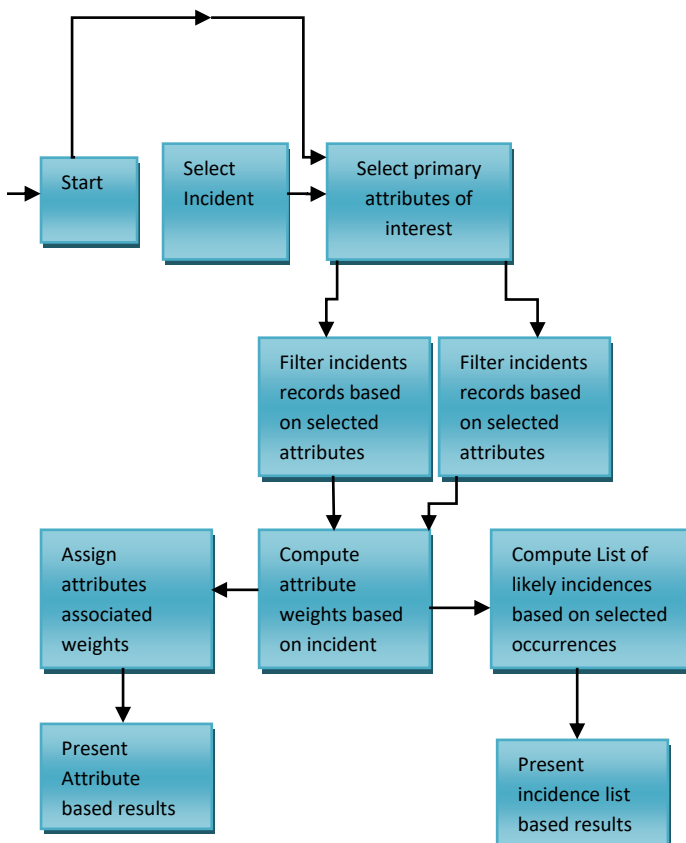 Start
Select
Incident
Select primary
attributes of
interest
Filter incidents
records based
on selected
attributes
Filter incidents
records based
on selected
attributes
Assign
attributes
associated
weights
Compute
attribute
weights based
on incident
Compute List of
likely incidences
based on selected
occurrences
Present
Attribute
based results
Present
incidence list
based results